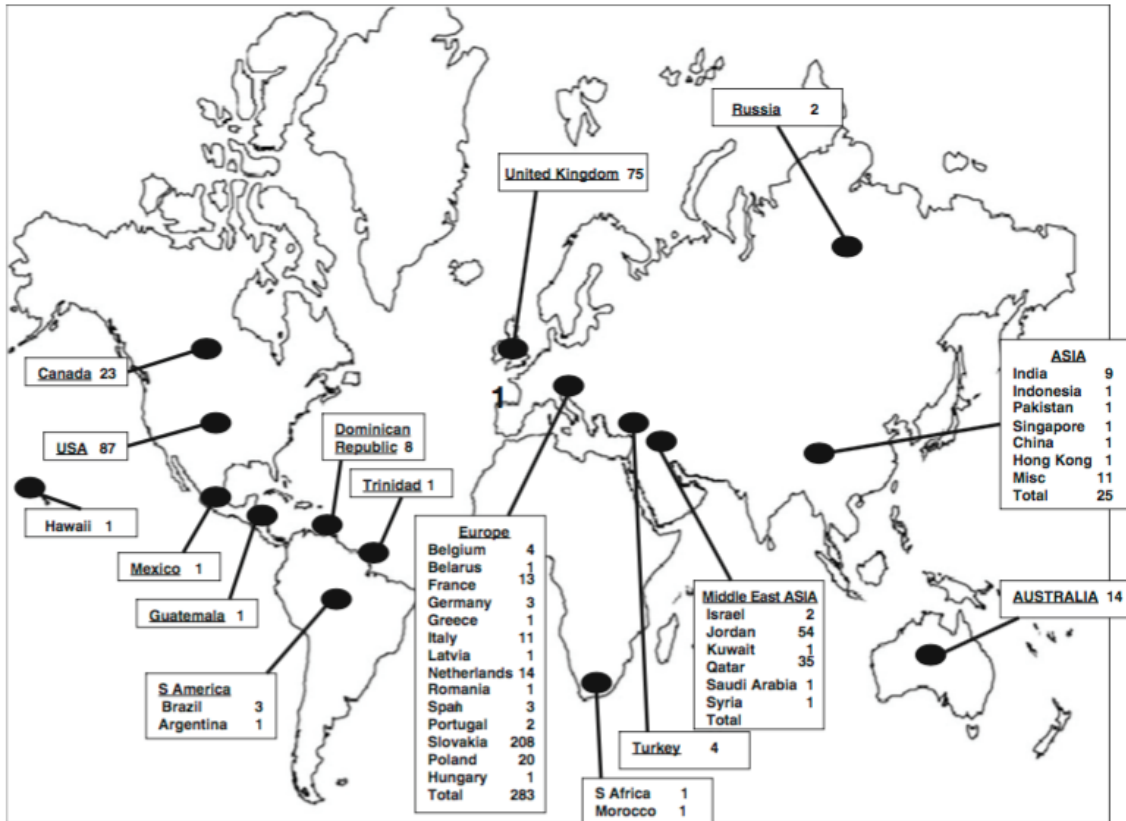 Russia 2
United Kingdom 75
Canada 23
USA 87
Hawaii 1
Mexico 1
Guatemala 1
Dominican
Republic 8
Trinidad 1
S America
Brazil 3
Argentina 1
1
Europe
Belgium 4
Belarus 1
France 13
Germany 3
Greece 1
Italy 11
Latvia 1
Netherlands 14
Romania 1
Spah 3
Portugal 2
Slovakia 208
Poland 20
Hungary 1
Total 283
S Africa 1
Morocco 1
Turkey 4
Middle East ASIA
Israel 2
Jordan 54
Kuwait 1
Qatar 35
Saudi Arabia 1
Syria 1
Total
ASIA
India 9
Indonesia 1
Pakistan 1
Singapore 1
China 1
Hong Kong 1
Misc 11
Total 25
AUSTRALIA 14